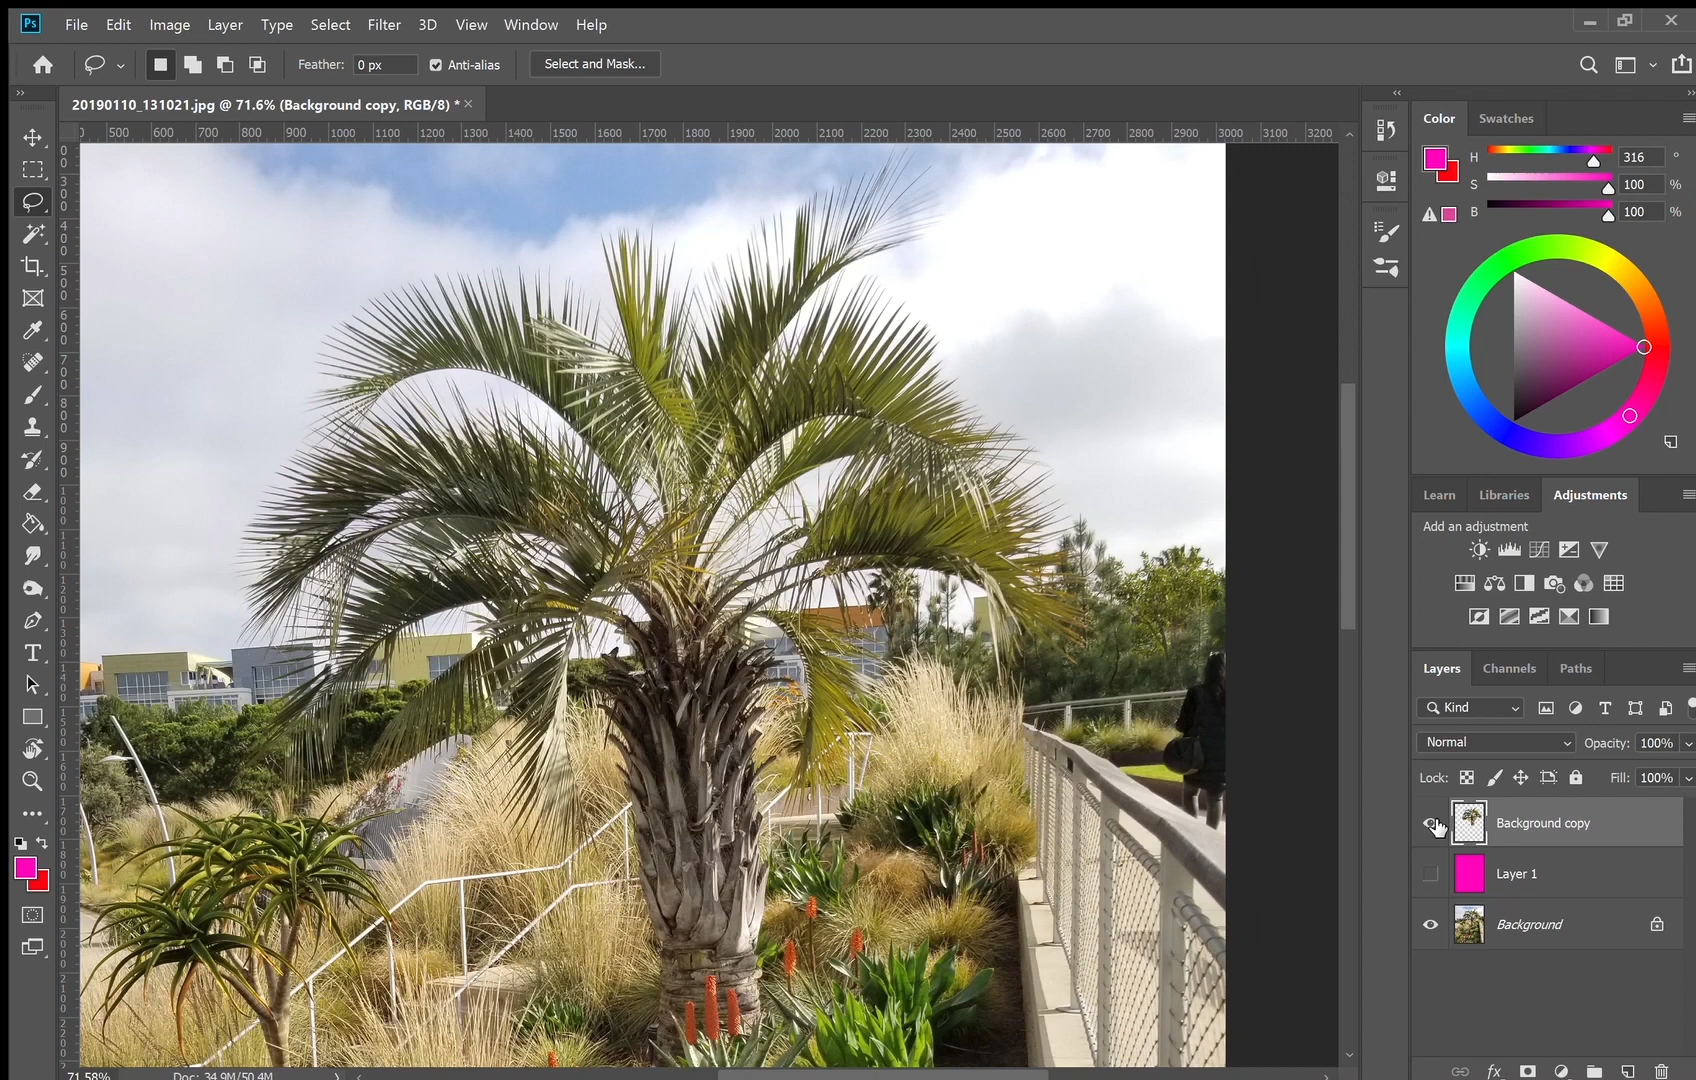 Ps File Edit Image Layer Type Select Filter 3D View Window Help
Feather: 0 px Anti-alias Select and Mask...
20190110_131021.jpg @ 71.6% (Background copy, RGB/8) *
500 600 700 800 900 1000 1100 1200 1300 1400 1500 1600 1700 1800 1900 2000 2100 2200 2300 2400 2500 2600 2700 2800 2900 3000 3100 3200
Color Swatches
H 316 °
S 100 %
B 100 %
Learn Libraries Adjustments
Add an adjustment
Layers Channels Paths
Kind
Normal Opacity: 100%
Lock: Fill: 100%
Background copy
Layer 1
Background
fx
71.58% Doc: 34.9M/50.4M